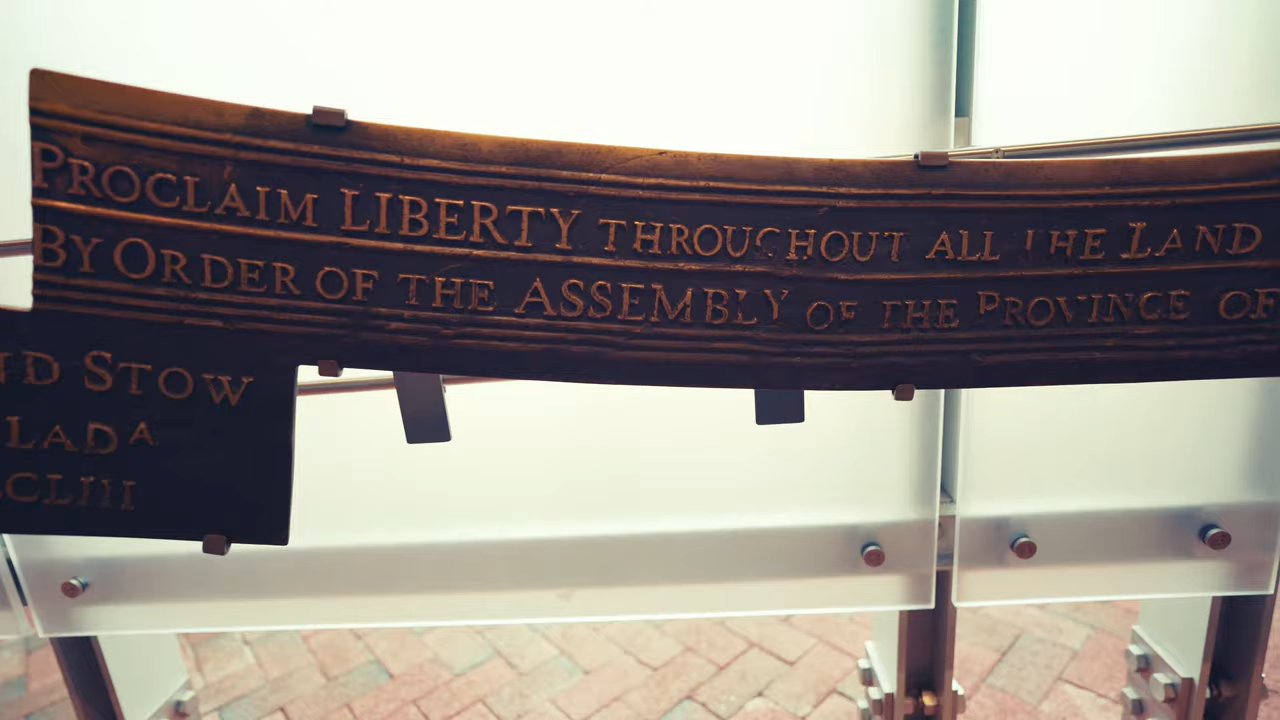 PROCLAIM LIBERTY THROUGHOUT ALL THE LAND
BY ORDER OF THE ASSEMBLY OF THE PROVINCE OF
ND STOW
LADA
CLIII